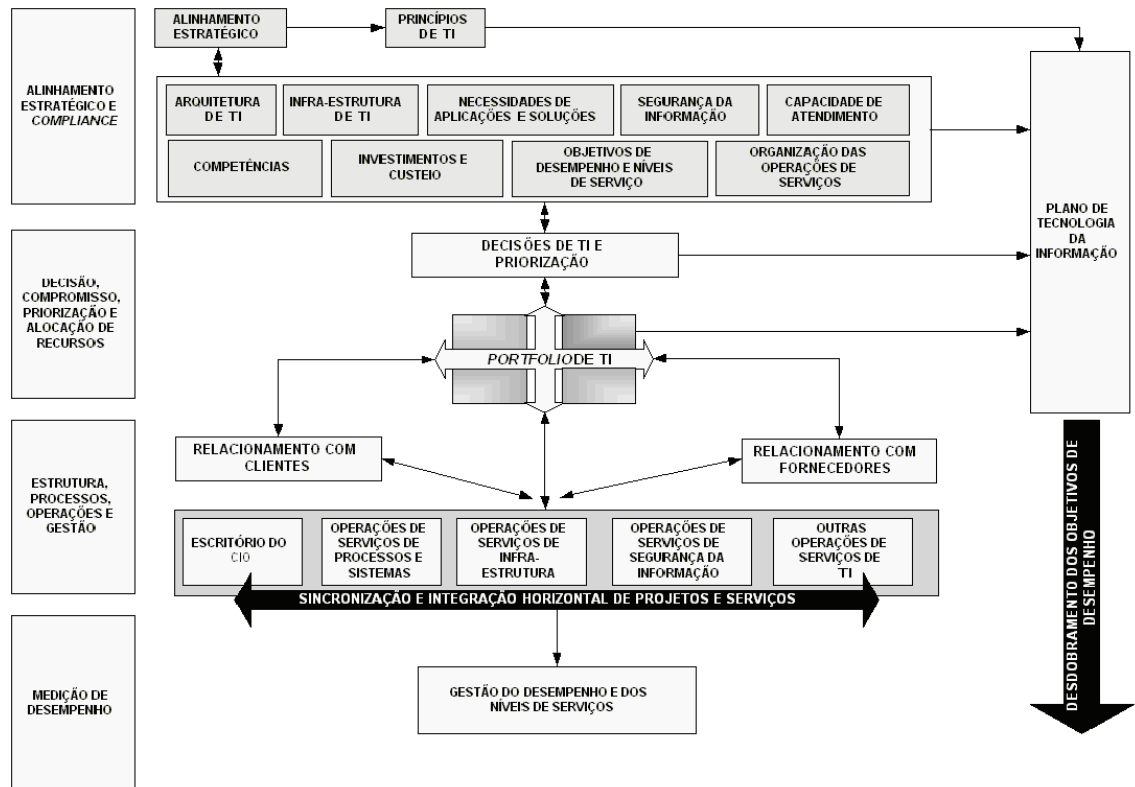 ALINHAMENTO
ESTRATÉGICO
PRINCÍPIOS
DE TI
ALINHAMENTO
ESTRATÉGICO E
COMPLIANCE
ARQUITETURA
DE TI
INFRA-ESTRUTURA
DE TI
NECESSIDADES DE
APLICAÇÕES E SOLUÇÕES
SEGURANÇA DA
INFORMAÇÃO
CAPACIDADE DE
ATENDIMENTO
COMPETÊNCIAS
INVESTIMENTOS E
CUSTEIO
OBJETIVOS DE
DESEMPENHO E NÍVEIS
DE SERVIÇO
ORGANIZAÇÃO DAS
OPERAÇÕES DE
SERVIÇOS
PLANO DE
TECNOLOGIA
DA
INFORMAÇÃO
DECISÃO,
COMPROMISSO,
PRIORIZAÇÃO E
ALOCAÇÃO DE
RECURSOS
DECISÕES DE TI E
PRIORIZAÇÃO
PORTFOLIO DE TI
ESTRUTURA,
PROCESSOS,
OPERAÇÕES E
GESTÃO
RELACIONAMENTO COM
CLIENTES
RELACIONAMENTO COM
FORNECEDORES
ESCRITÓRIO DO
CIO
OPERAÇÕES DE
SERVIÇOS DE
PROCESSOS E
SISTEMAS
OPERAÇÕES DE
SERVIÇOS DE
INFRA-
ESTRUTURA
OPERAÇÕES DE
SERVIÇOS DE
SEGURANÇA DA
INFORMAÇÃO
OUTRAS
OPERAÇÕES DE
SERVIÇOS DE
TI
SINCRONIZAÇÃO E INTEGRAÇÃO HORIZONTAL DE PROJETOS E SERVIÇOS
DESDOBRAMENTO DOS OBJETIVOS DE
DESEMPENHO
MEDIÇÃO DE
DESEMPENHO
GESTÃO DO DESEMPENHO E DOS
NÍVEIS DE SERVIÇOS